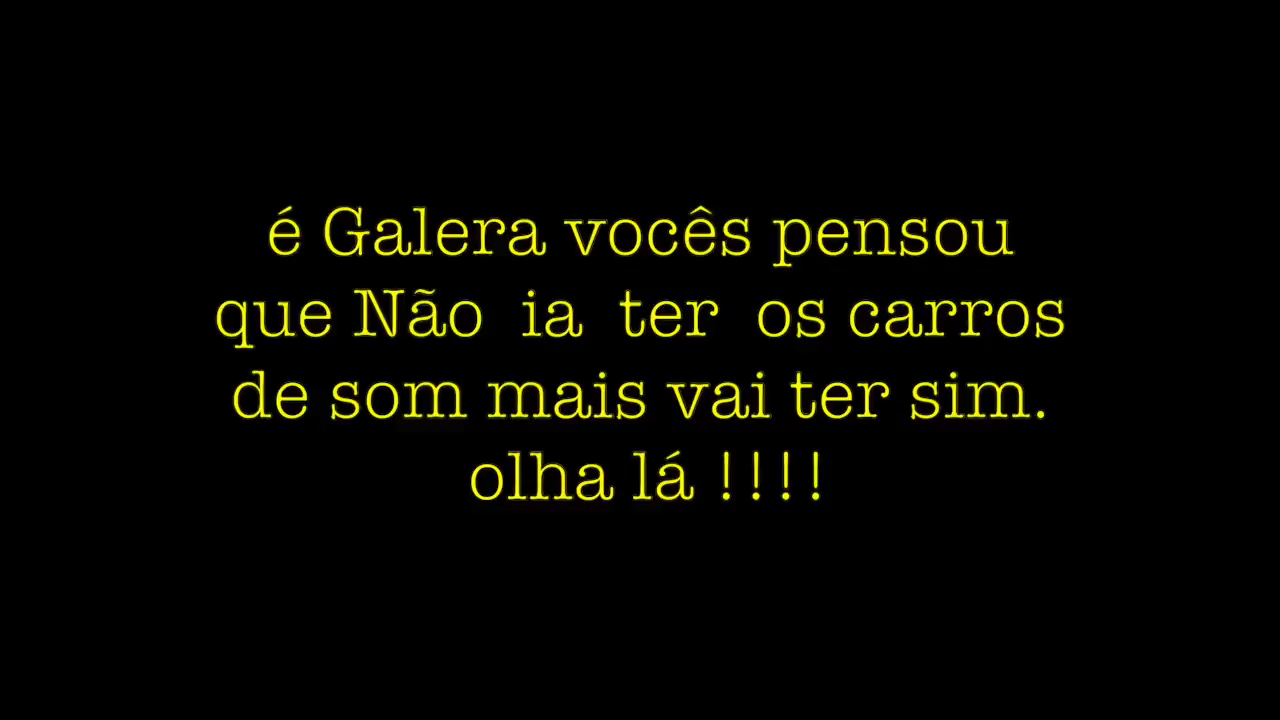 é Galera vocês pensou
que Não ia ter os carros
de som mais vai ter sim.
olha lá !!!!